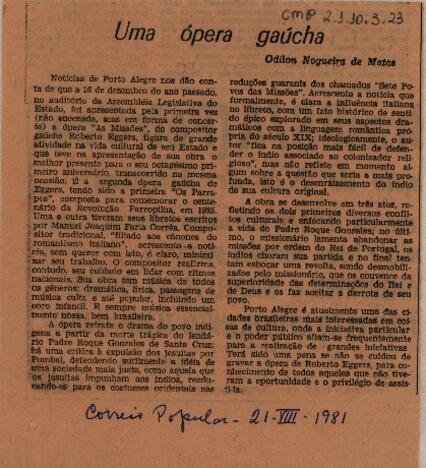 CMP 2.1.10.3.23
Uma ópera gaúcha
Odilon Nogueira de Matos
Notícias de Porto Alegre nos dão con-
ta de que a 16 de dezembro do ano passado,
no auditório da Assembléia Legislativa do
Estado, foi apresentada pela primeira vez
(não encenada, mas em forma de concer-
to) a ópera "As Missões", do compositor
gaúcho Roberto Eggers, figura de grande
atividade na vida cultural de seu Estado e
que teve na apresentação de sua obra o
melhor presente para o seu octagésimo pri-
meiro aniversário, transcorrido na mesma
ocasião. É a segunda ópera gaúcha de
Eggers, tendo sido a primeira "Os Farra-
pos", composta para comemorar o cente-
nário da Revolução Farropilha, em 1935.
Uma e outra tiveram seus libretos escritos
por Manuel Joaquim Faria Corrêa. Compo-
sitor tradicional, "filiado aos cânones do
romantismo italiano", acrescenta a notí-
cia, sem querer com isto, é claro, minimi-
zar seu trabalho. O compositor reafirma,
contudo, seu cuidado em lidar com ritmos
nacionais. Sua obra tem música de todos
os gêneros: dramática, passagens de
música culta e até popular, incluindo um
coro infantil. E sempre música essencial-
mente nossa, bem brasileira.
A ópera retrata o drama do povo indí-
gena a partir da morte trágica do lendá-
rio Padre Roque Gonzales de Santa Cruz;
há uma crítica à expulsão dos jesuítas por
Pombal, defendendo sutilmente a idéia de
uma sociedade mais justa, como aquela que
os jesuítas impunham aos índios, reedu-
cando-os para os costumes ocidentais nas
reduções guaranis dos chamados "Sete Po-
vos das Missões". Acrescenta a notícia que
formalmente, é clara a influência italiana
no libreto, com um fato histórico de senti-
do épico explorado em seus aspectos dra-
máticos com a linguagem romântica pró-
pria do século XIX; ideologicamente, o au-
tor "fica na posição mais fácil de defen-
der o índio associado ao colonizador reli-
gioso", mas não reflete em momento al-
gum sobre a questão que seria a mais pro-
funda, isto é o desenraizamento do índio
de sua cultura original.
A obra se desenvolve em três atos, re-
fletindo os dois primeiros diversos confli-
tos culturais e enfocando particularmente
a vida do Padre Roque Gonzales; no últi-
mo, o missionário lamenta abandonar as
missões por ordem do Rei de Portugal, os
índios choram sua partida e no final ten-
tam esboçar uma revolta, sendo desmobili-
zados pelo missionário, que os convence da
superioridade das determinações do Rei e
de Deus e os faz aceitar a derrota de seu
povo.
Porto Alegre é atualmente uma das ci-
dades brasileiras mais interessadas em coi-
sas de cultura, onde a iniciativa particular
e o poder público aliam-se frequentemente
para a realização de grandes iniciativas
Terá sido uma pena se não se cuidou de
gravar a ópera de Roberto Eggers, para co-
nhecimento de todos aqueles que não tive-
ram a oportunidade e o privilégio de assis-
ti-la.
Correio Popular - 21-VIII-1981